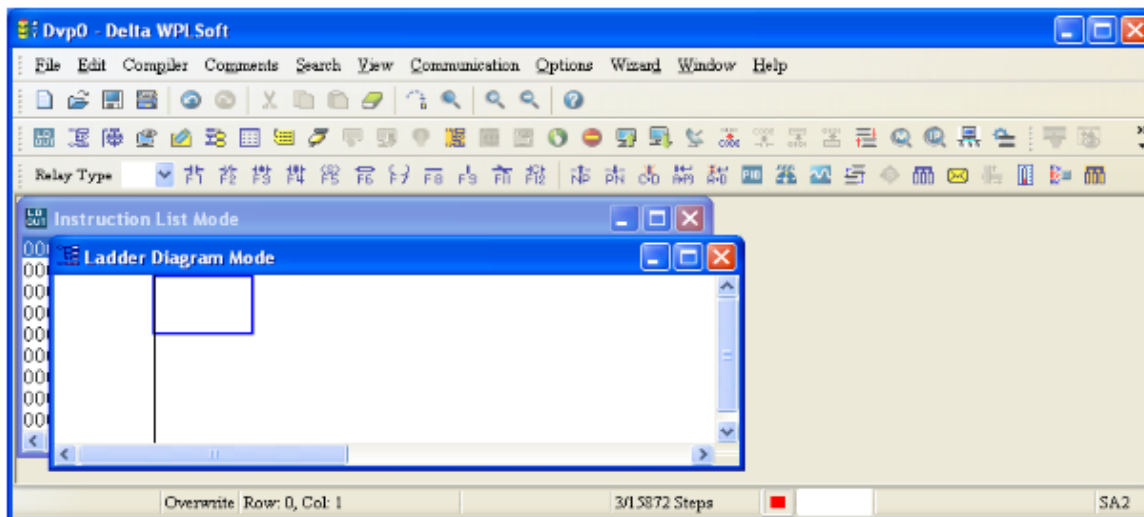 Dvp0 - Delta WPLSoft
File Edit Compiler Comments Search View Communication Options Wizard Window Help
Relay Type
Instruction List Mode
Ladder Diagram Mode
Overwrite Row: 0, Col: 1 3/15872 Steps SA2